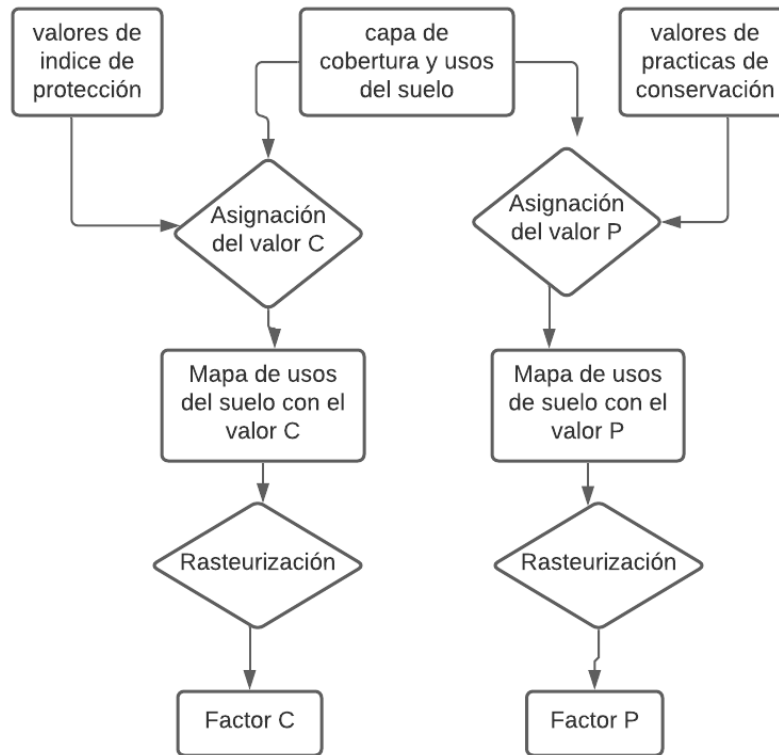 valores de
indice de
protección
capa de
cobertura y usos
del suelo
valores de
practicas de
conservación
Asignación
del valor C
Asignación
del valor P
Mapa de usos
del suelo con el
valor C
Mapa de usos
de suelo con el
valor P
Rasteurización
Rasteurización
Factor C
Factor P